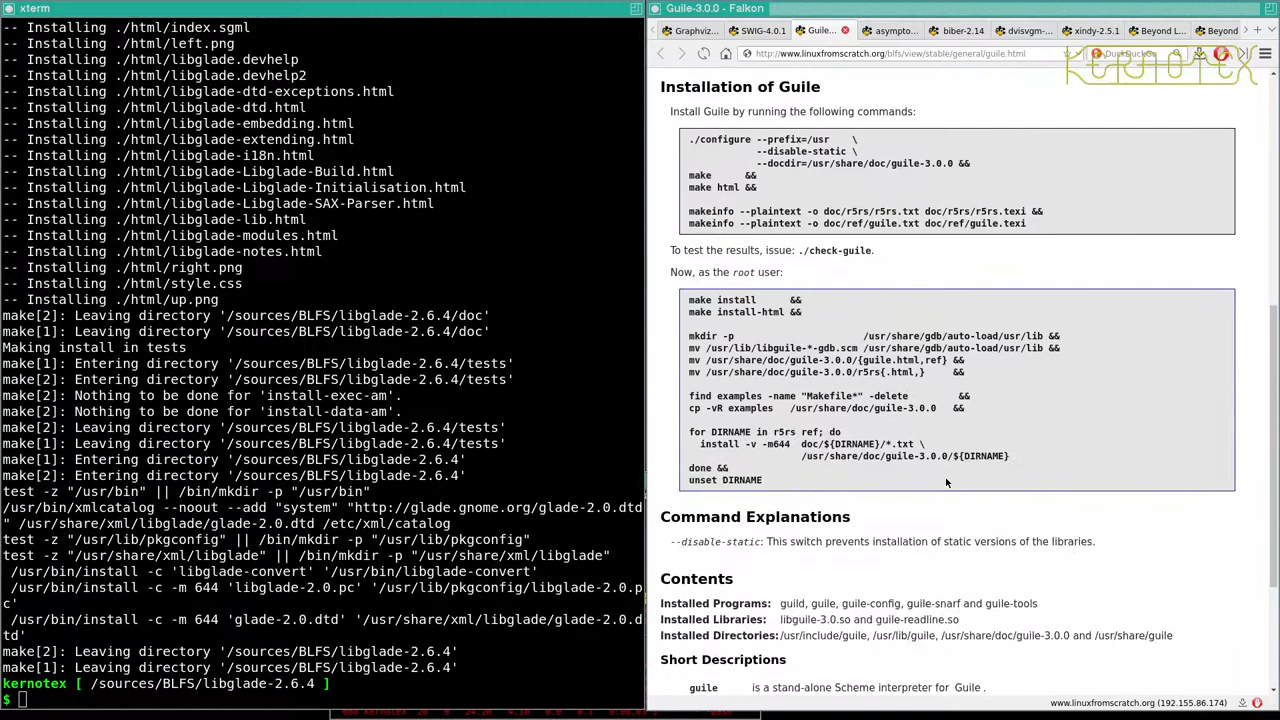 xterm
-- Installing ./html/index.sgml
-- Installing ./html/left.png
-- Installing ./html/libglade.devhelp
-- Installing ./html/libglade.devhelp2
-- Installing ./html/libglade-dtd-exceptions.html
-- Installing ./html/libglade-dtd.html
-- Installing ./html/libglade-embedding.html
-- Installing ./html/libglade-extending.html
-- Installing ./html/libglade-i18n.html
-- Installing ./html/libglade-Libglade-Build.html
-- Installing ./html/libglade-Libglade-Initialisation.html
-- Installing ./html/libglade-Libglade-SAX-Parser.html
-- Installing ./html/libglade-lib.html
-- Installing ./html/libglade-modules.html
-- Installing ./html/libglade-notes.html
-- Installing ./html/right.png
-- Installing ./html/style.css
-- Installing ./html/up.png
make[2]: Leaving directory '/sources/BLFS/libglade-2.6.4/doc'
make[1]: Leaving directory '/sources/BLFS/libglade-2.6.4/doc'
Making install in tests
make[1]: Entering directory '/sources/BLFS/libglade-2.6.4/tests'
make[2]: Entering directory '/sources/BLFS/libglade-2.6.4/tests'
make[2]: Nothing to be done for 'install-exec-am'.
make[2]: Nothing to be done for 'install-data-am'.
make[2]: Leaving directory '/sources/BLFS/libglade-2.6.4/tests'
make[1]: Leaving directory '/sources/BLFS/libglade-2.6.4/tests'
make[1]: Entering directory '/sources/BLFS/libglade-2.6.4'
make[2]: Entering directory '/sources/BLFS/libglade-2.6.4'
test -z "/usr/bin" || /bin/mkdir -p "/usr/bin"
/usr/bin/xmlcatalog --noout --add "system" "http://glade.gnome.org/glade-2.0.dtd
" /usr/share/xml/libglade/glade-2.0.dtd /etc/xml/catalog
test -z "/usr/lib/pkgconfig" || /bin/mkdir -p "/usr/lib/pkgconfig"
test -z "/usr/share/xml/libglade" || /bin/mkdir -p "/usr/share/xml/libglade"
/usr/bin/install -c 'libglade-convert' '/usr/bin/libglade-convert'
/usr/bin/install -c -m 644 'libglade-2.0.pc' '/usr/lib/pkgconfig/libglade-2.0.p
c'
/usr/bin/install -c -m 644 'glade-2.0.dtd' '/usr/share/xml/libglade/glade-2.0.d
td'
make[2]: Leaving directory '/sources/BLFS/libglade-2.6.4'
make[1]: Leaving directory '/sources/BLFS/libglade-2.6.4'
kernotex [ /sources/BLFS/libglade-2.6.4 ]
$
Guile-3.0.0 - Falkon
Graphviz... SWIG-4.0.1 Guile... asympto... biber-2.14 dvisvgm-... xindy-2.5.1 Beyond L... Beyond
http://www.linuxfromscratch.org/blfs/view/stable/general/guile.html DuckDuckGo
KERNOTEX
Installation of Guile
Install Guile by running the following commands:
./configure --prefix=/usr \
--disable-static \
--docdir=/usr/share/doc/guile-3.0.0 &&
make &&
make html &&
makeinfo --plaintext -o doc/r5rs/r5rs.txt doc/r5rs/r5rs.texi &&
makeinfo --plaintext -o doc/ref/guile.txt doc/ref/guile.texi
To test the results, issue: ./check-guile.
Now, as the root user:
make install &&
make install-html &&
mkdir -p /usr/share/gdb/auto-load/usr/lib &&
mv /usr/lib/libguile-*-gdb.scm /usr/share/gdb/auto-load/usr/lib &&
mv /usr/share/doc/guile-3.0.0/{guile.html,ref} &&
mv /usr/share/doc/guile-3.0.0/r5rs{.html,} &&
find examples -name "Makefile*" -delete &&
cp -vR examples /usr/share/doc/guile-3.0.0 &&
for DIRNAME in r5rs ref; do
install -v -m644 doc/${DIRNAME}/*.txt \
/usr/share/doc/guile-3.0.0/${DIRNAME}
done &&
unset DIRNAME
Command Explanations
--disable-static: This switch prevents installation of static versions of the libraries.
Contents
Installed Programs: guild, guile, guile-config, guile-snarf and guile-tools
Installed Libraries: libguile-3.0.so and guile-readline.so
Installed Directories: /usr/include/guile, /usr/lib/guile, /usr/share/doc/guile-3.0.0 and /usr/share/guile
Short Descriptions
guile is a stand-alone Scheme interpreter for Guile .
www.linuxfromscratch.org (192.155.86.174)